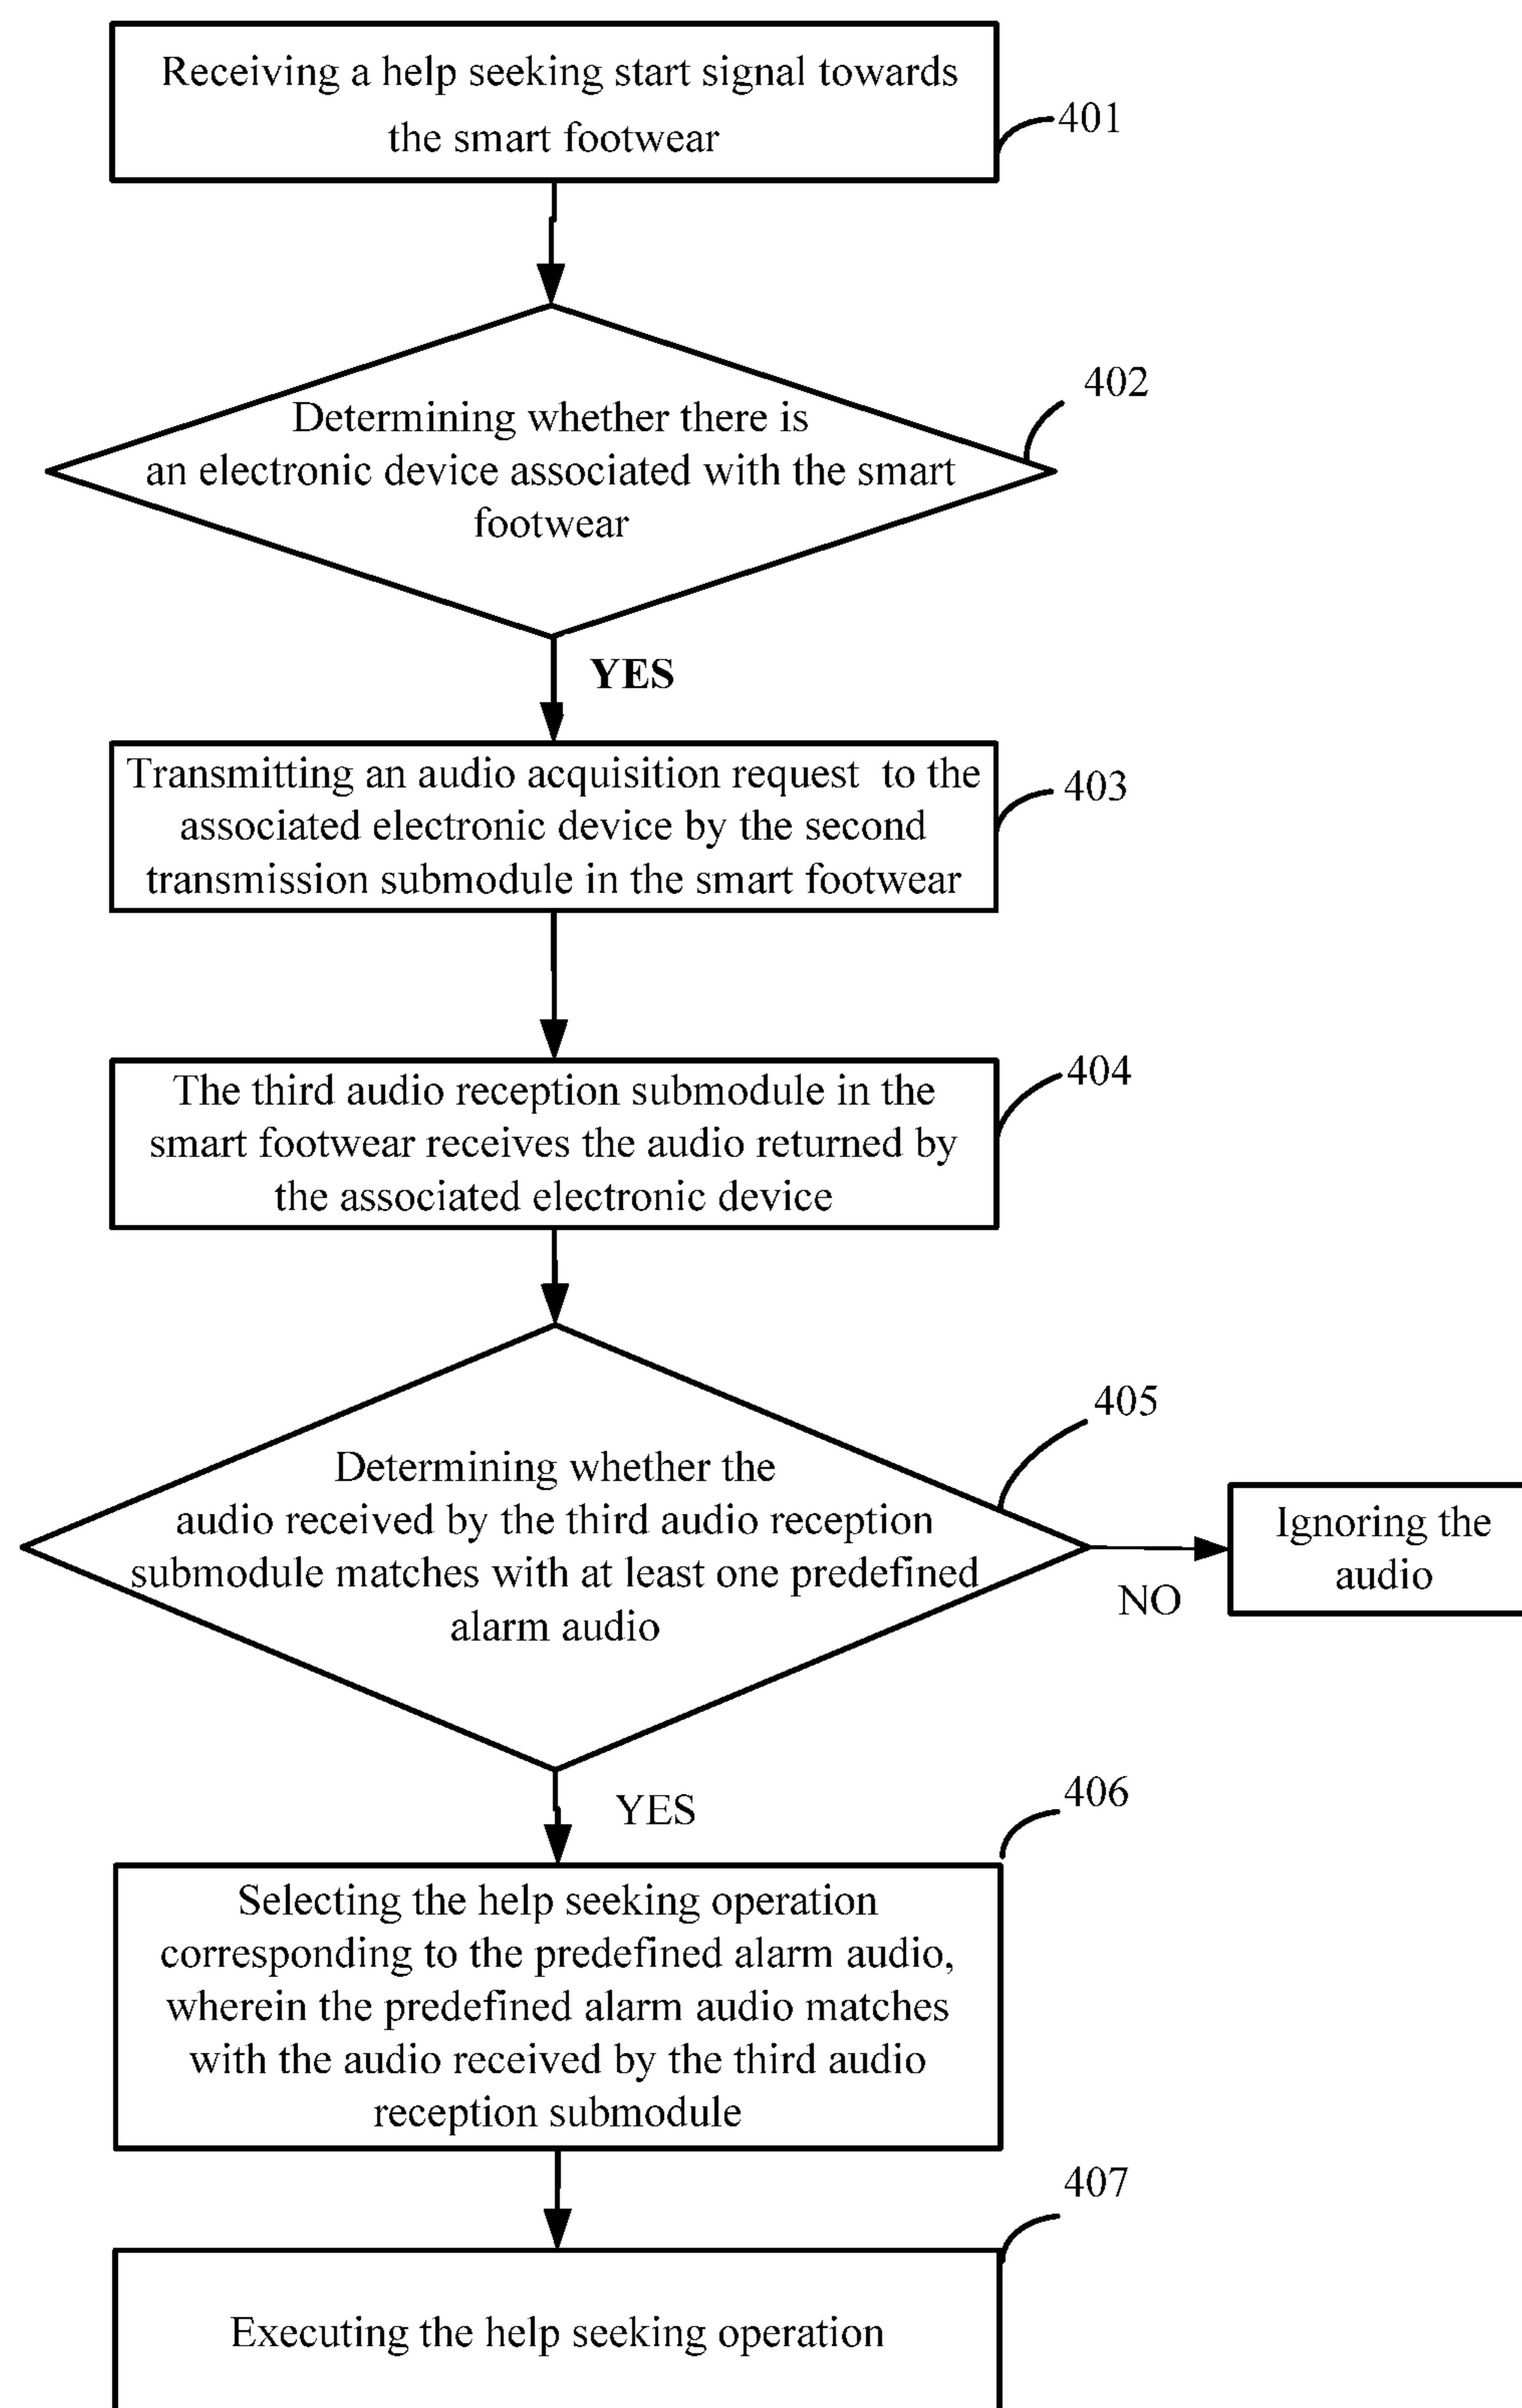 Receiving a help seeking start signal towards
the smart footwear
401
Determining whether there is
an electronic device associated with the smart
footwear
402
YES
Transmitting an audio acquisition request to the
associated electronic device by the second
transmission submodule in the smart footwear
403
The third audio reception submodule in the
smart footwear receives the audio returned by
the associated electronic device
404
Determining whether the
audio received by the third audio reception
submodule matches with at least one predefined
alarm audio
405
NO
Ignoring the
audio
YES
Selecting the help seeking operation
corresponding to the predefined alarm audio,
wherein the predefined alarm audio matches
with the audio received by the third audio
reception submodule
406
Executing the help seeking operation
407